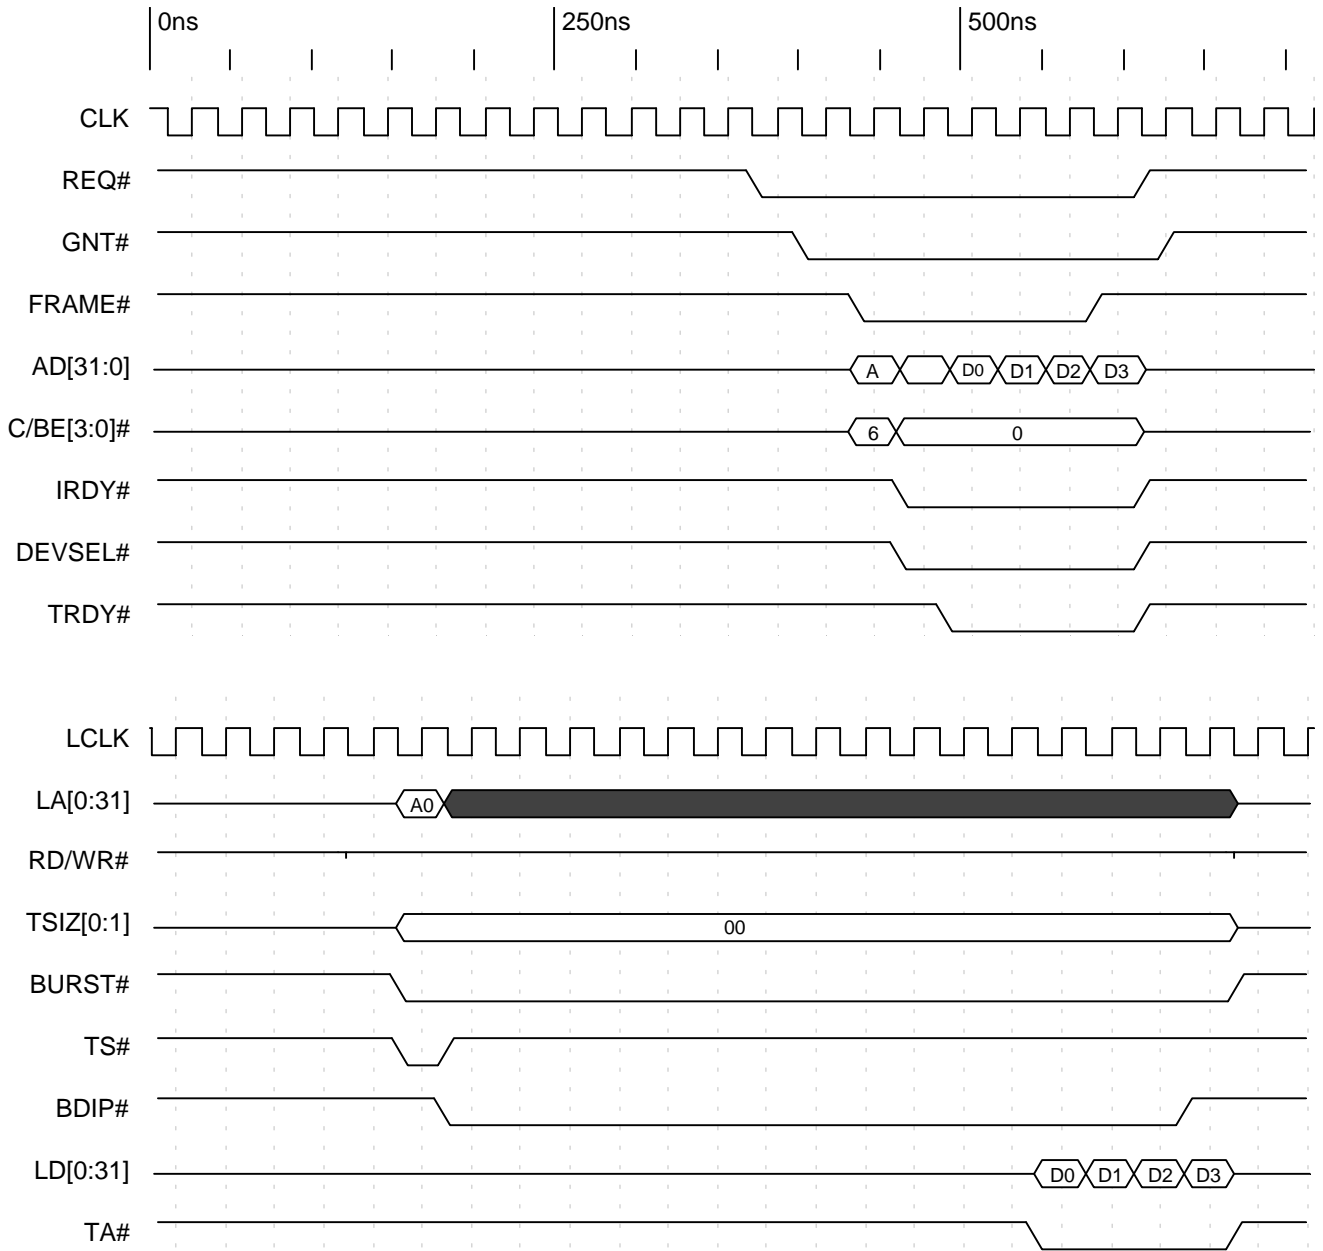 0ns 250ns 500ns
CLK
REQ#
GNT#
FRAME#
AD[31:0] A D0 D1 D2 D3
C/BE[3:0]# 6 0
IRDY#
DEVSEL#
TRDY#
LCLK
LA[0:31] A0
RD/WR#
TSIZ[0:1] 00
BURST#
TS#
BDIP#
LD[0:31] D0 D1 D2 D3
TA#